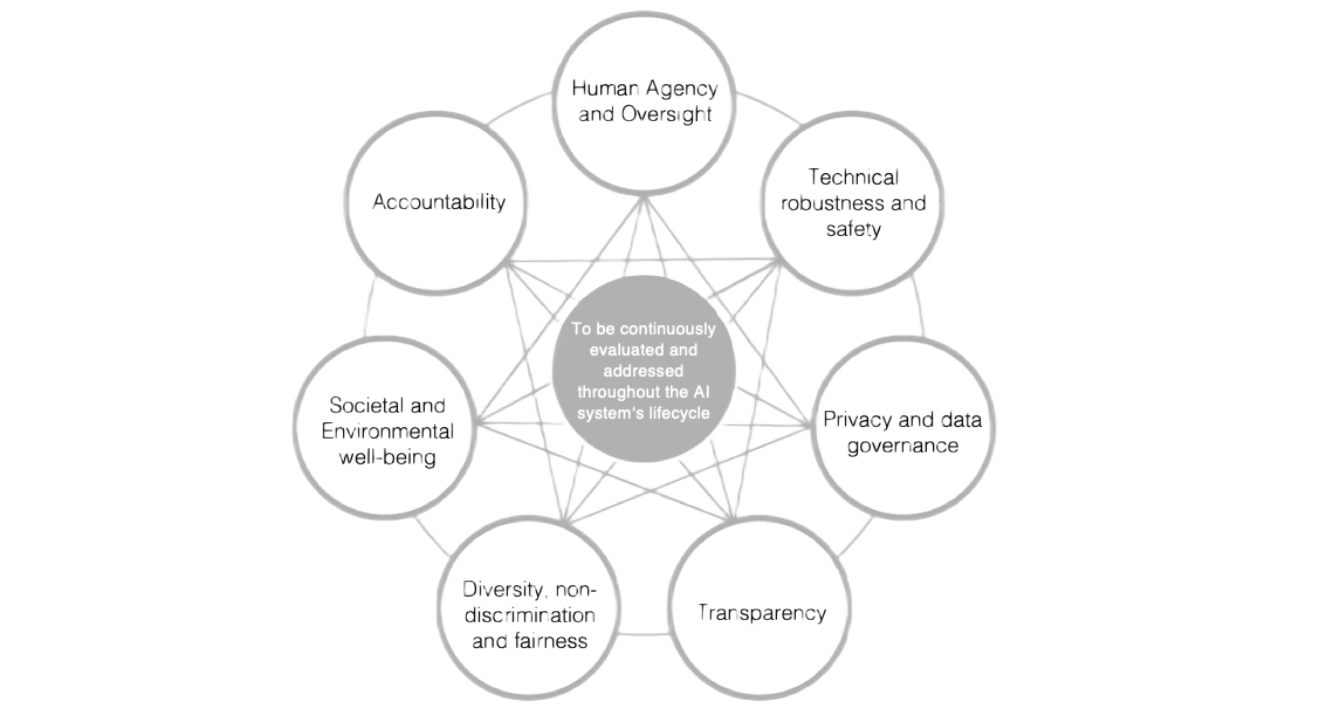 Human Agency
and Oversight
Technical
robustness and
safety
Privacy and data
governance
Transparency
Diversity, non-
discrimination
and fairness
Societal and
Environmental
well-being
Accountability
To be continuously
evaluated and
addressed
throughout the AI
system's lifecycle